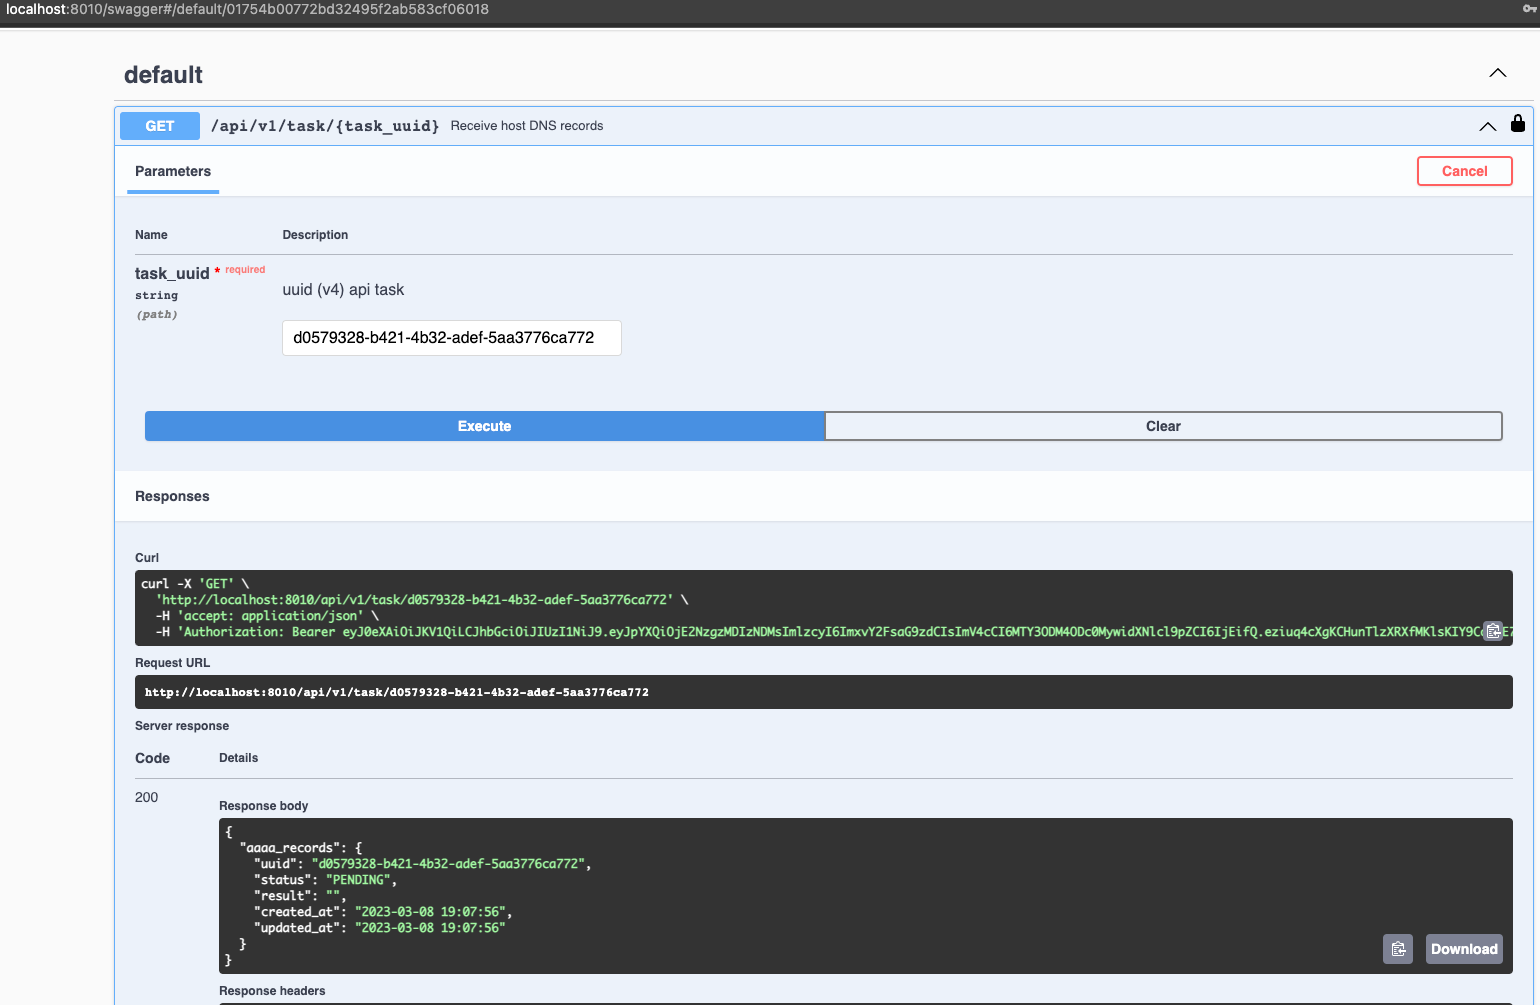 localhost:8010/swagger#/default/01754b00772bd32495f2ab583cf06018
default
GET /api/v1/task/{task_uuid} Receive host DNS records
Parameters Cancel
Name Description
task_uuid * required
string
(path)
uuid (v4) api task
d0579328-b421-4b32-adef-5aa3776ca772
Execute Clear
Responses
Curl
curl -X 'GET' \
'http://localhost:8010/api/v1/task/d0579328-b421-4b32-adef-5aa3776ca772' \
-H 'accept: application/json' \
-H 'Authorization: Bearer
Request URL
http://localhost:8010/api/v1/task/d0579328-b421-4b32-adef-5aa3776ca772
Server response
Code Details
200
Response body
{
"aaaa_records": {
"uuid": "d0579328-b421-4b32-adef-5aa3776ca772",
"status": "PENDING",
"result": "",
"created_at": "2023-03-08 19:07:56",
"updated_at": "2023-03-08 19:07:56"
}
}
Download
Response headers